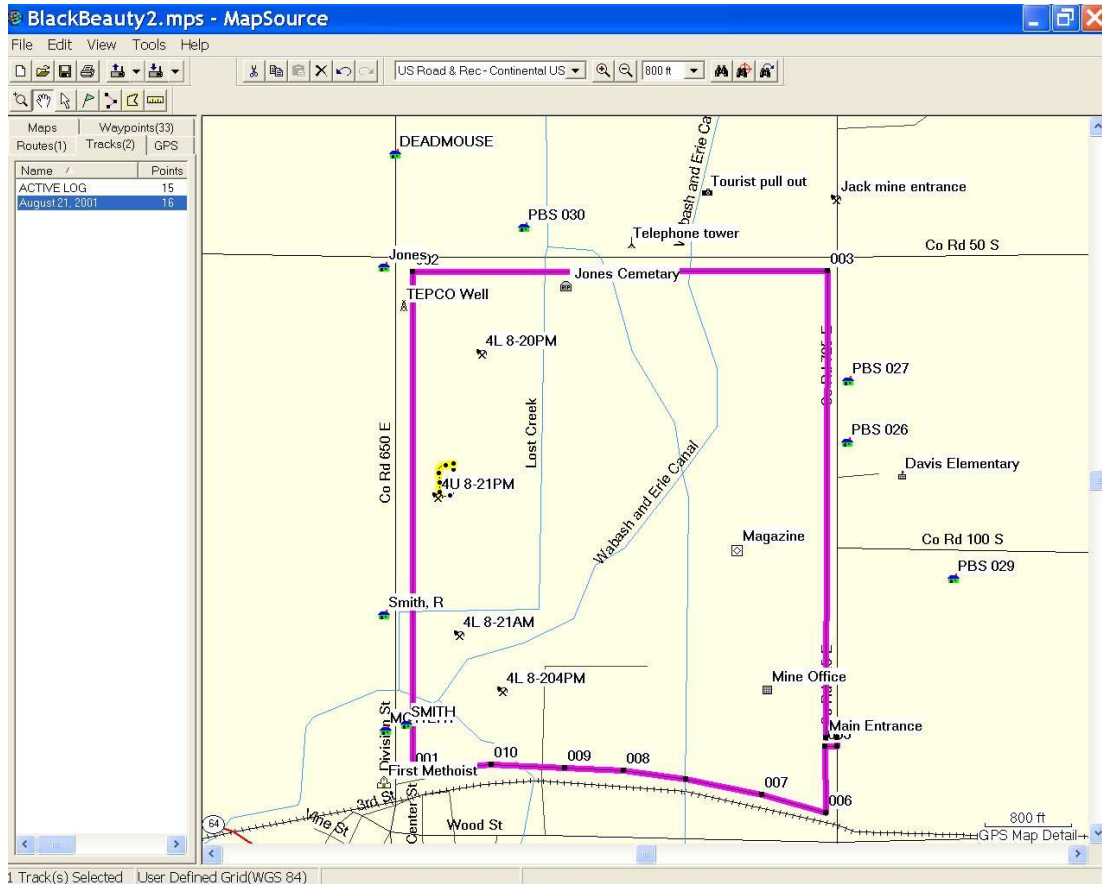 BlackBeauty2.mps - MapSource
File Edit View Tools Help
US Road & Rec - Continental US 800 ft
Maps Waypoints(33)
Routes(1) Tracks(2) GPS
Name Points
ACTIVE LOG 15
August 21, 2001 16
DEADMOUSE
Wabash and Erie Ca
Tourist pull out
Jack mine entrance
PBS 030
Telephone tower
Co Rd 50 S
Jones
002
003
Jones Cemetary
TEPCO Well
4L 8-20PM
PBS 027
Co Rd 650 E
Lost Creek
PBS 026
Wabash and Erie Canal
Davis Elementary
4U 8-21PM
Magazine
Co Rd 100 S
PBS 029
Smith, R
4L 8-21AM
4L 8-204PM
Mine Office
SMITH
Main Entrance
Division St
001
010
009
008
First Methoist
007
006
3rd St
64
Vine St
Center St
Wood St
800 ft
GPS Map Detail
1 Track(s) Selected User Defined Grid(WGS 84)